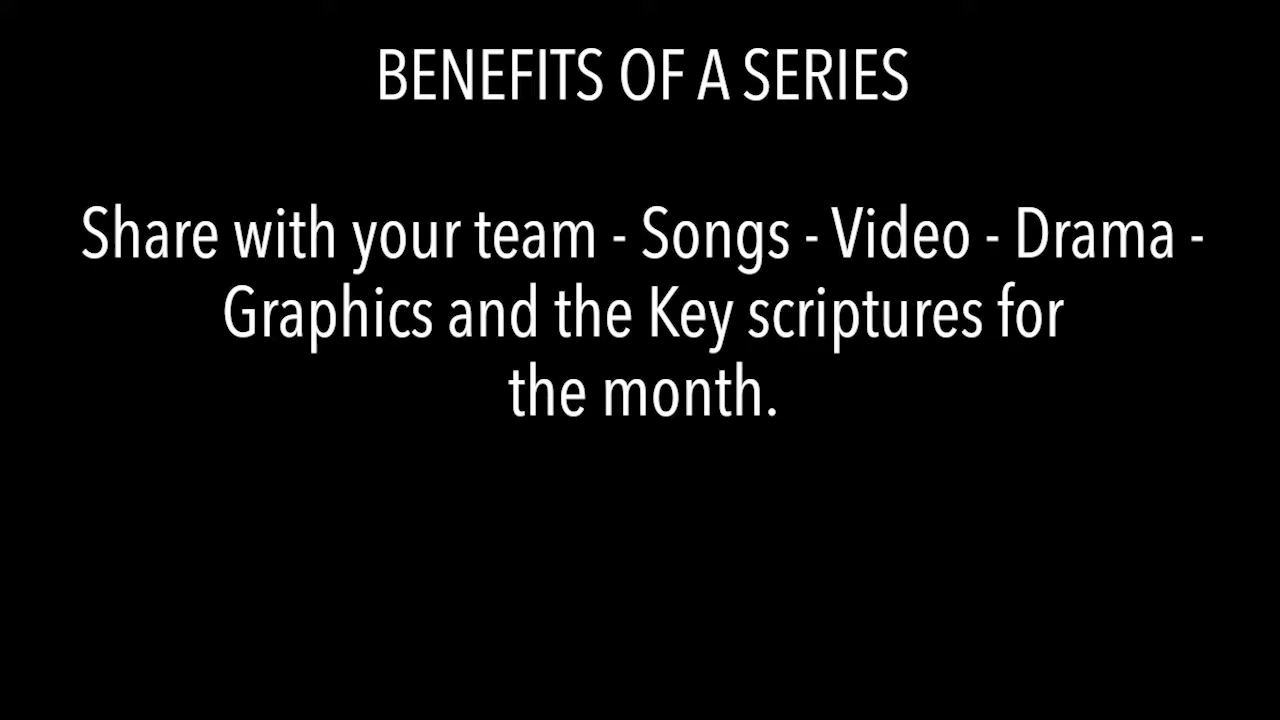 BENEFITS OF A SERIES
Share with your team - Songs - Video - Drama -
Graphics and the Key scriptures for
the month.